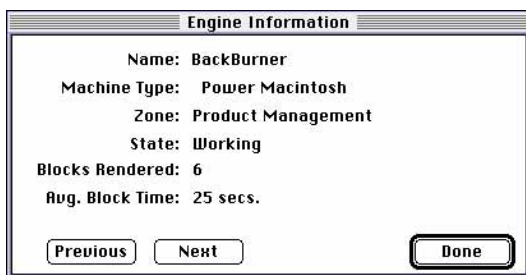 Engine Information
Name: BackBurner
Machine Type: Power Macintosh
Zone: Product Management
State: Working
Blocks Rendered: 6
Avg. Block Time: 25 secs.
Previous Next Done